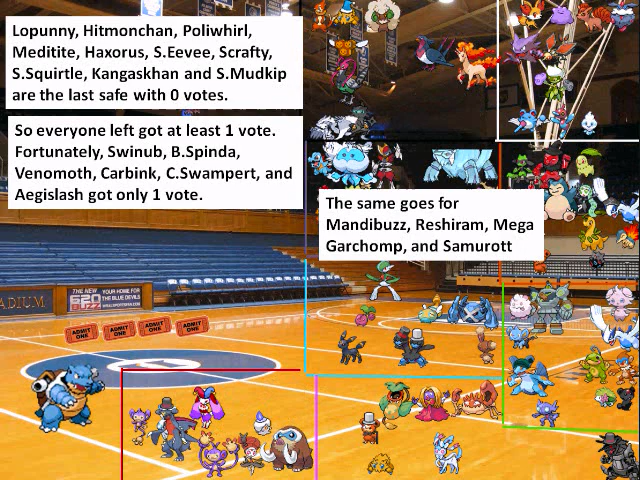 Lopunny, Hitmonchan, Poliwhirl,
Meditite, Haxorus, S.Eevee, Scrafty,
S.Squirtle, Kangaskhan and S.Mudkip
are the last safe with 0 votes.
So everyone left got at least 1 vote.
Fortunately, Swinub, B.Spinda,
Venomoth, Carbink, C.Swampert, and
Aegislash got only 1 vote.
The same goes for
Mandibuzz, Reshiram, Mega
Garchomp, and Samurott
THE NEW
620
BUZZ
YOUR HOME FOR
THE BLUE DEVILS
ADIUM
ADMIT
ONE
ADMIT
ONE
ADMIT
ONE
ADMIT
ONE